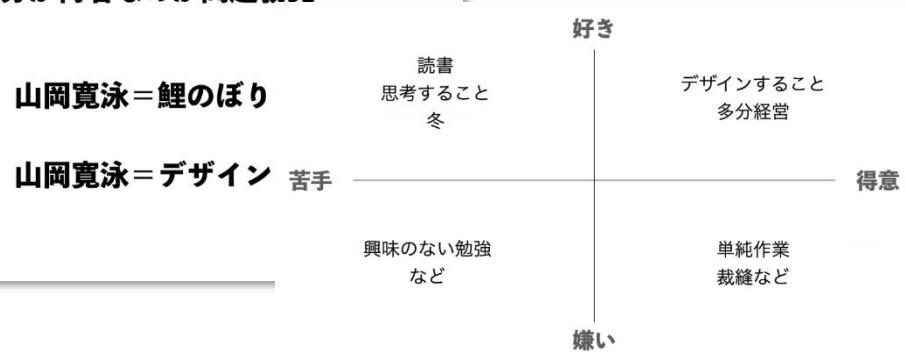 山岡寛泳=鯉のぼり
山岡寛泳=デザイン
好き
読書
思考すること
冬
デザインすること
多分経営
苦手
得意
興味のない勉強
など
単純作業
裁縫など
嫌い